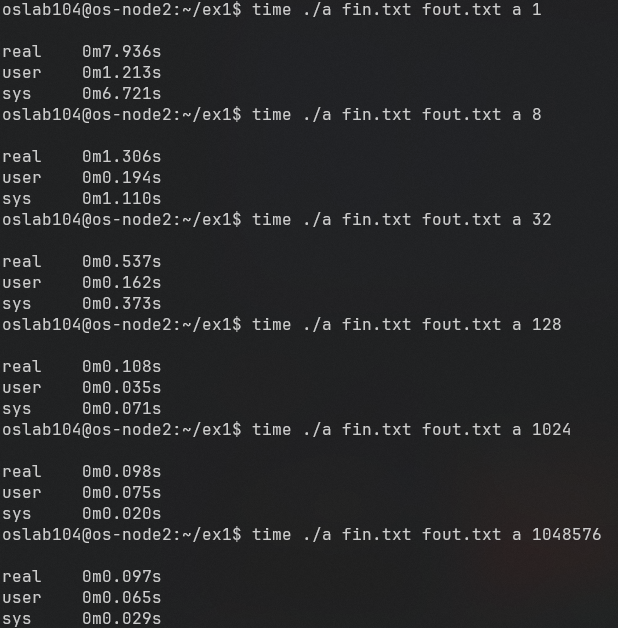 oslab104@os-node2:~/ex1$ time ./a fin.txt fout.txt a 1
real 0m7.936s
user 0m1.213s
sys 0m6.721s
oslab104@os-node2:~/ex1$ time ./a fin.txt fout.txt a 8
real 0m1.306s
user 0m0.194s
sys 0m1.110s
oslab104@os-node2:~/ex1$ time ./a fin.txt fout.txt a 32
real 0m0.537s
user 0m0.162s
sys 0m0.373s
oslab104@os-node2:~/ex1$ time ./a fin.txt fout.txt a 128
real 0m0.108s
user 0m0.035s
sys 0m0.071s
oslab104@os-node2:~/ex1$ time ./a fin.txt fout.txt a 1024
real 0m0.098s
user 0m0.075s
sys 0m0.020s
oslab104@os-node2:~/ex1$ time ./a fin.txt fout.txt a 1048576
real 0m0.097s
user 0m0.065s
sys 0m0.029s